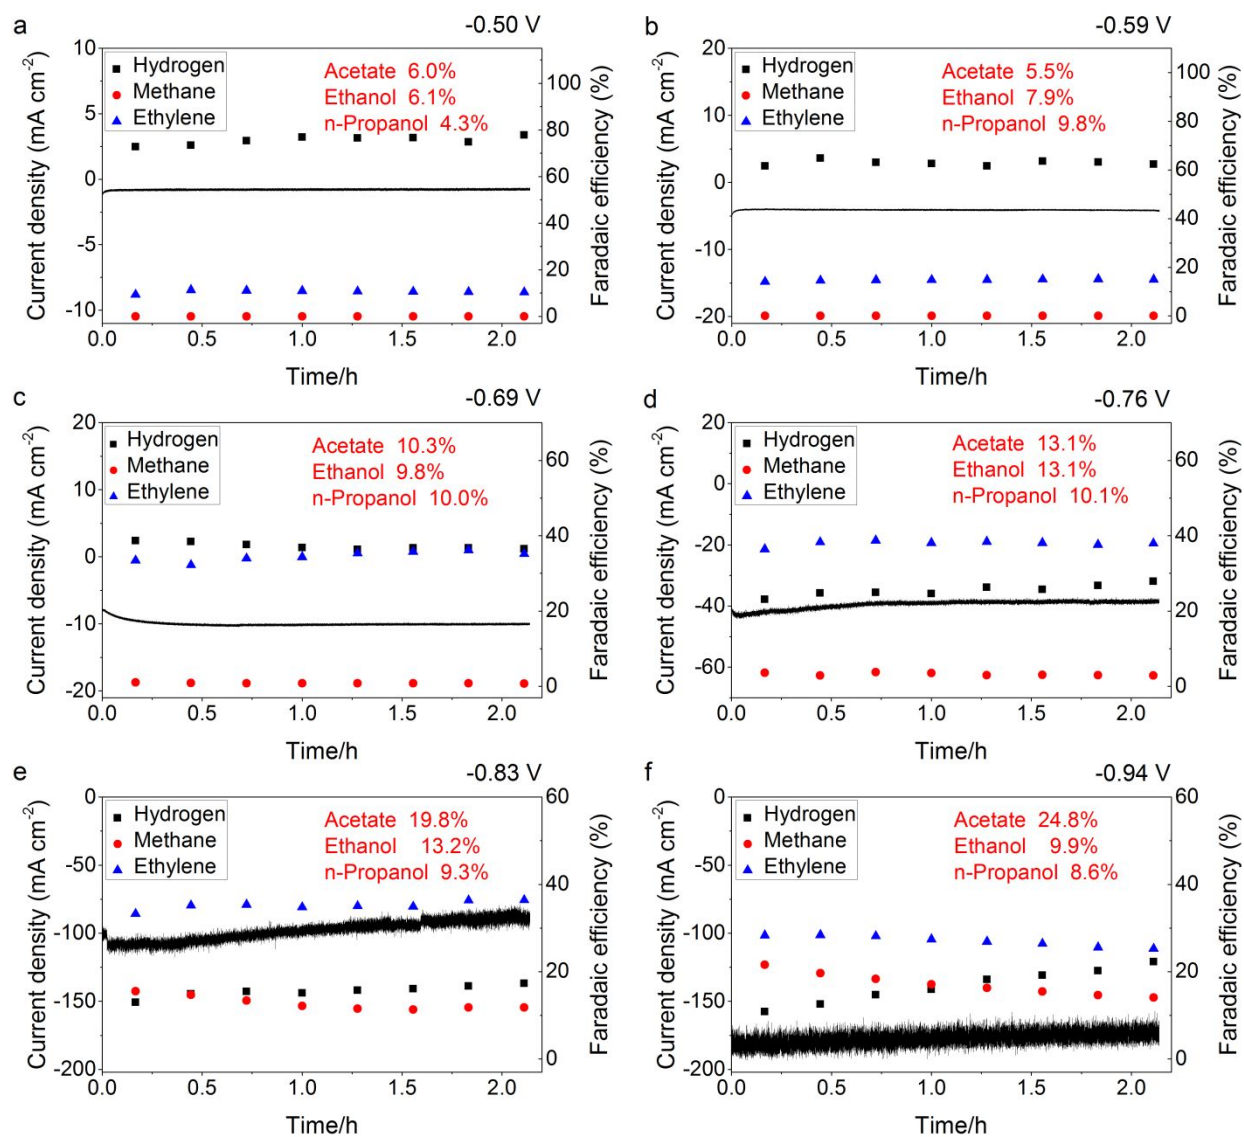 a
-0.50 V
Hydrogen
Methane
Ethylene
Acetate 6.0%
Ethanol 6.1%
n-Propanol 4.3%
Current density (mA cm-2)
10
5
0
-5
-10
Faradaic efficiency (%)
100
80
60
40
20
0
0.0 0.5 1.0 1.5 2.0
Time/h
b
-0.59 V
Hydrogen
Methane
Ethylene
Acetate 5.5%
Ethanol 7.9%
n-Propanol 9.8%
Current density (mA cm-2)
20
10
0
-10
-20
Faradaic efficiency (%)
100
80
60
40
20
0
0.0 0.5 1.0 1.5 2.0
Time/h
c
-0.69 V
Hydrogen
Methane
Ethylene
Acetate 10.3%
Ethanol 9.8%
n-Propanol 10.0%
Current density (mA cm-2)
20
10
0
-10
-20
Faradaic efficiency (%)
60
40
20
0
0.0 0.5 1.0 1.5 2.0
Time/h
d
-0.76 V
Hydrogen
Methane
Ethylene
Acetate 13.1%
Ethanol 13.1%
n-Propanol 10.1%
Current density (mA cm-2)
20
0
-20
-40
-60
Faradaic efficiency (%)
60
40
20
0
0.0 0.5 1.0 1.5 2.0
Time/h
e
-0.83 V
Hydrogen
Methane
Ethylene
Acetate 19.8%
Ethanol 13.2%
n-Propanol 9.3%
Current density (mA cm-2)
0
-50
-100
-150
-200
Faradaic efficiency (%)
60
40
20
0
0.0 0.5 1.0 1.5 2.0
Time/h
f
-0.94 V
Hydrogen
Methane
Ethylene
Acetate 24.8%
Ethanol 9.9%
n-Propanol 8.6%
Current density (mA cm-2)
0
-50
-100
-150
-200
Faradaic efficiency (%)
60
40
20
0
0.0 0.5 1.0 1.5 2.0
Time/h